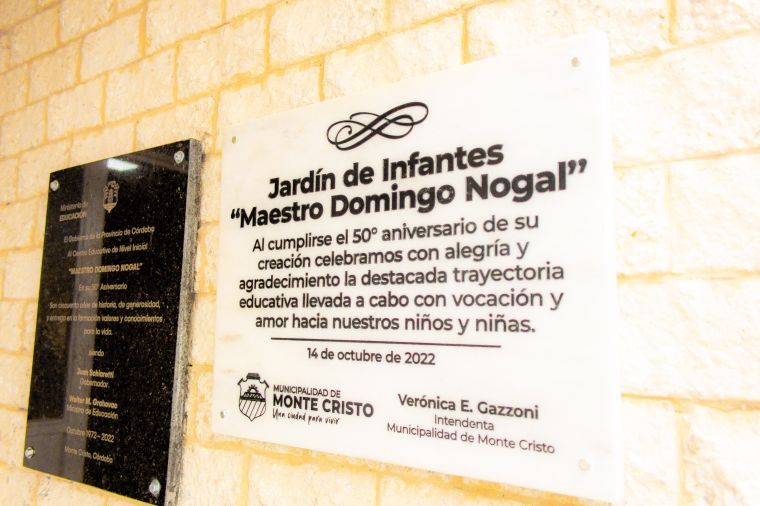 Ministerio de
EDUCACIÓN
El Gobierno de la Provincia de Córdoba
Al Centro Educativo de Nivel Inicial
"MAESTRO DOMINGO NOGAL"
En su 50° Aniversario
Son cincuenta años de historia, de generosidad,
y entrega en la formación valores y conocimientos
para la vida.
siendo
Juan Schiaretti
Gobernador.
Walter M. Grahovac
Ministro de Educación
Octubre 1972 – 2022
Monte Cristo, Córdoba
Jardín de Infantes
“Maestro Domingo Nogal”
Al cumplirse el 50° aniversario de su
creación celebramos con alegría y
agradecimiento la destacada trayectoria
educativa llevada a cabo con vocación y
amor hacia nuestros niños y niñas.
14 de octubre de 2022
MUNICIPALIDAD DE
MONTE CRISTO
Una ciudad para vivir
Verónica E. Gazzoni
Intendenta
Municipalidad de Monte Cristo